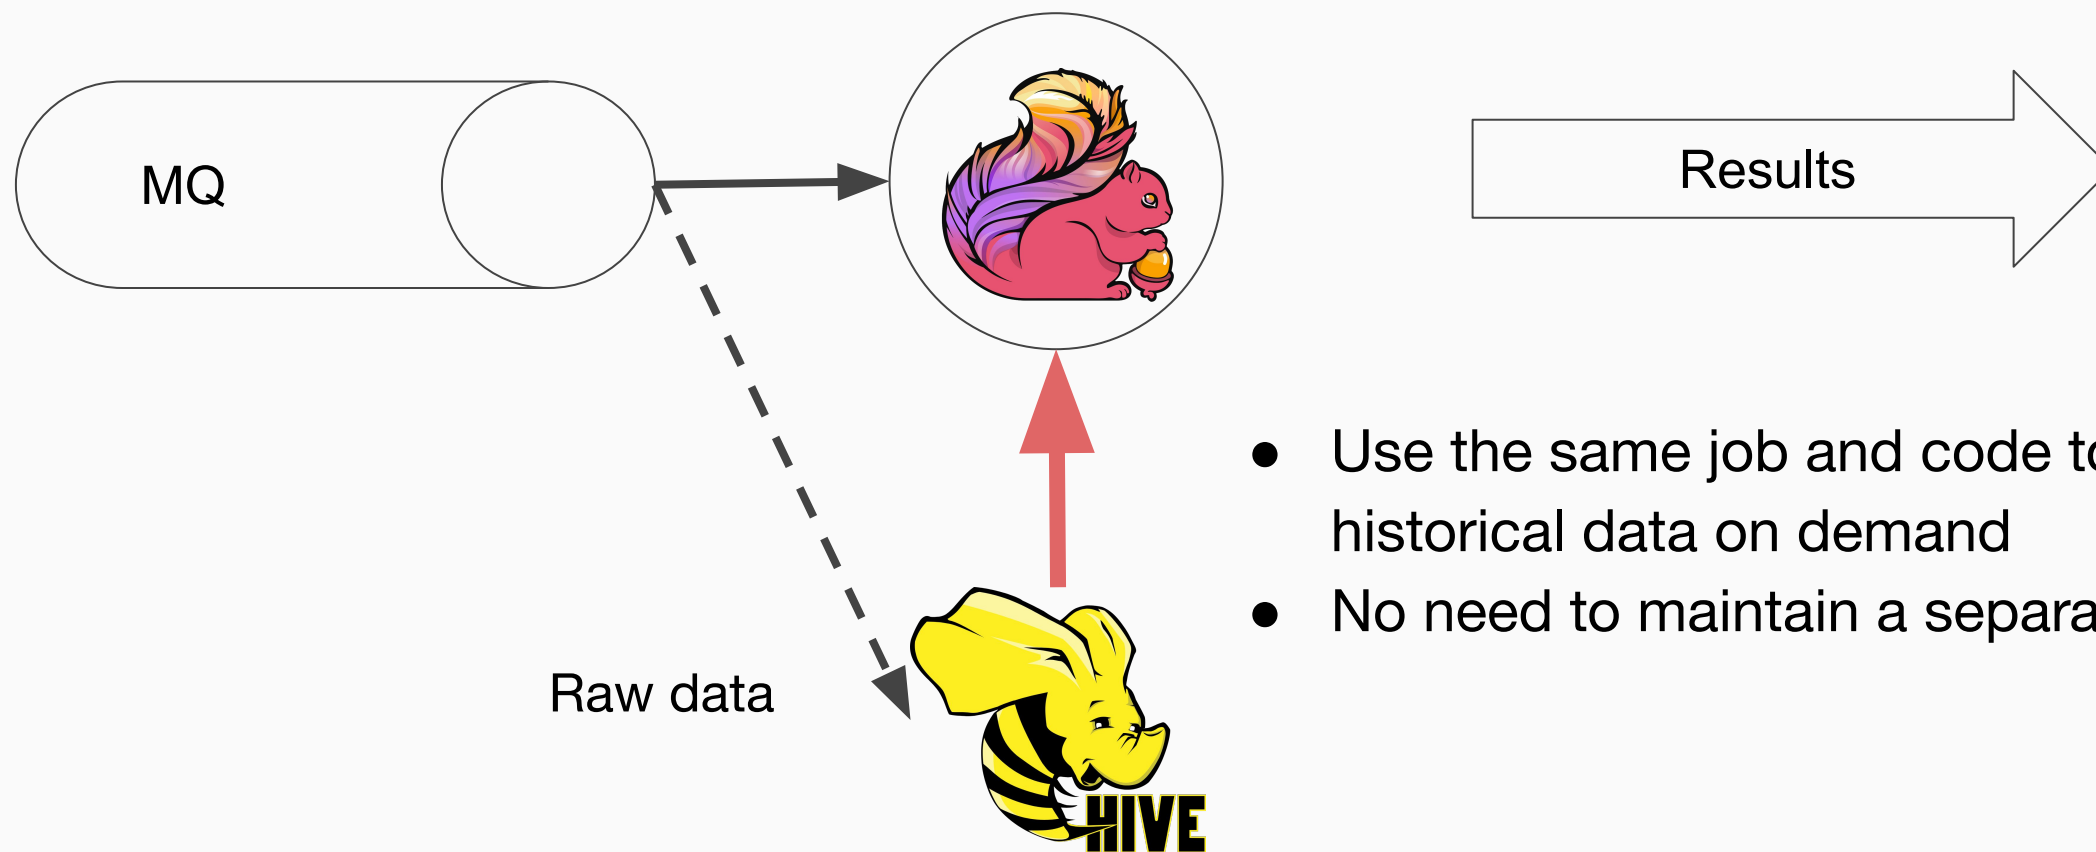 MQ
Results
● Use the same job and code
historical data on demand
● No need to maintain a
Raw data
HIVE